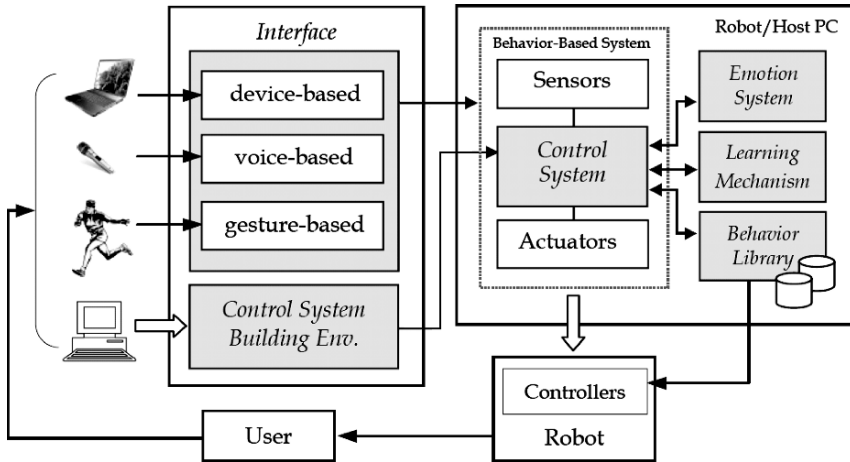 Interface
device-based
voice-based
gesture-based
Control System
Building Env.
Robot/Host PC
Behavior-Based System
Sensors
Control
System
Actuators
Emotion
System
Learning
Mechanism
Behavior
Library
Controllers
Robot
User